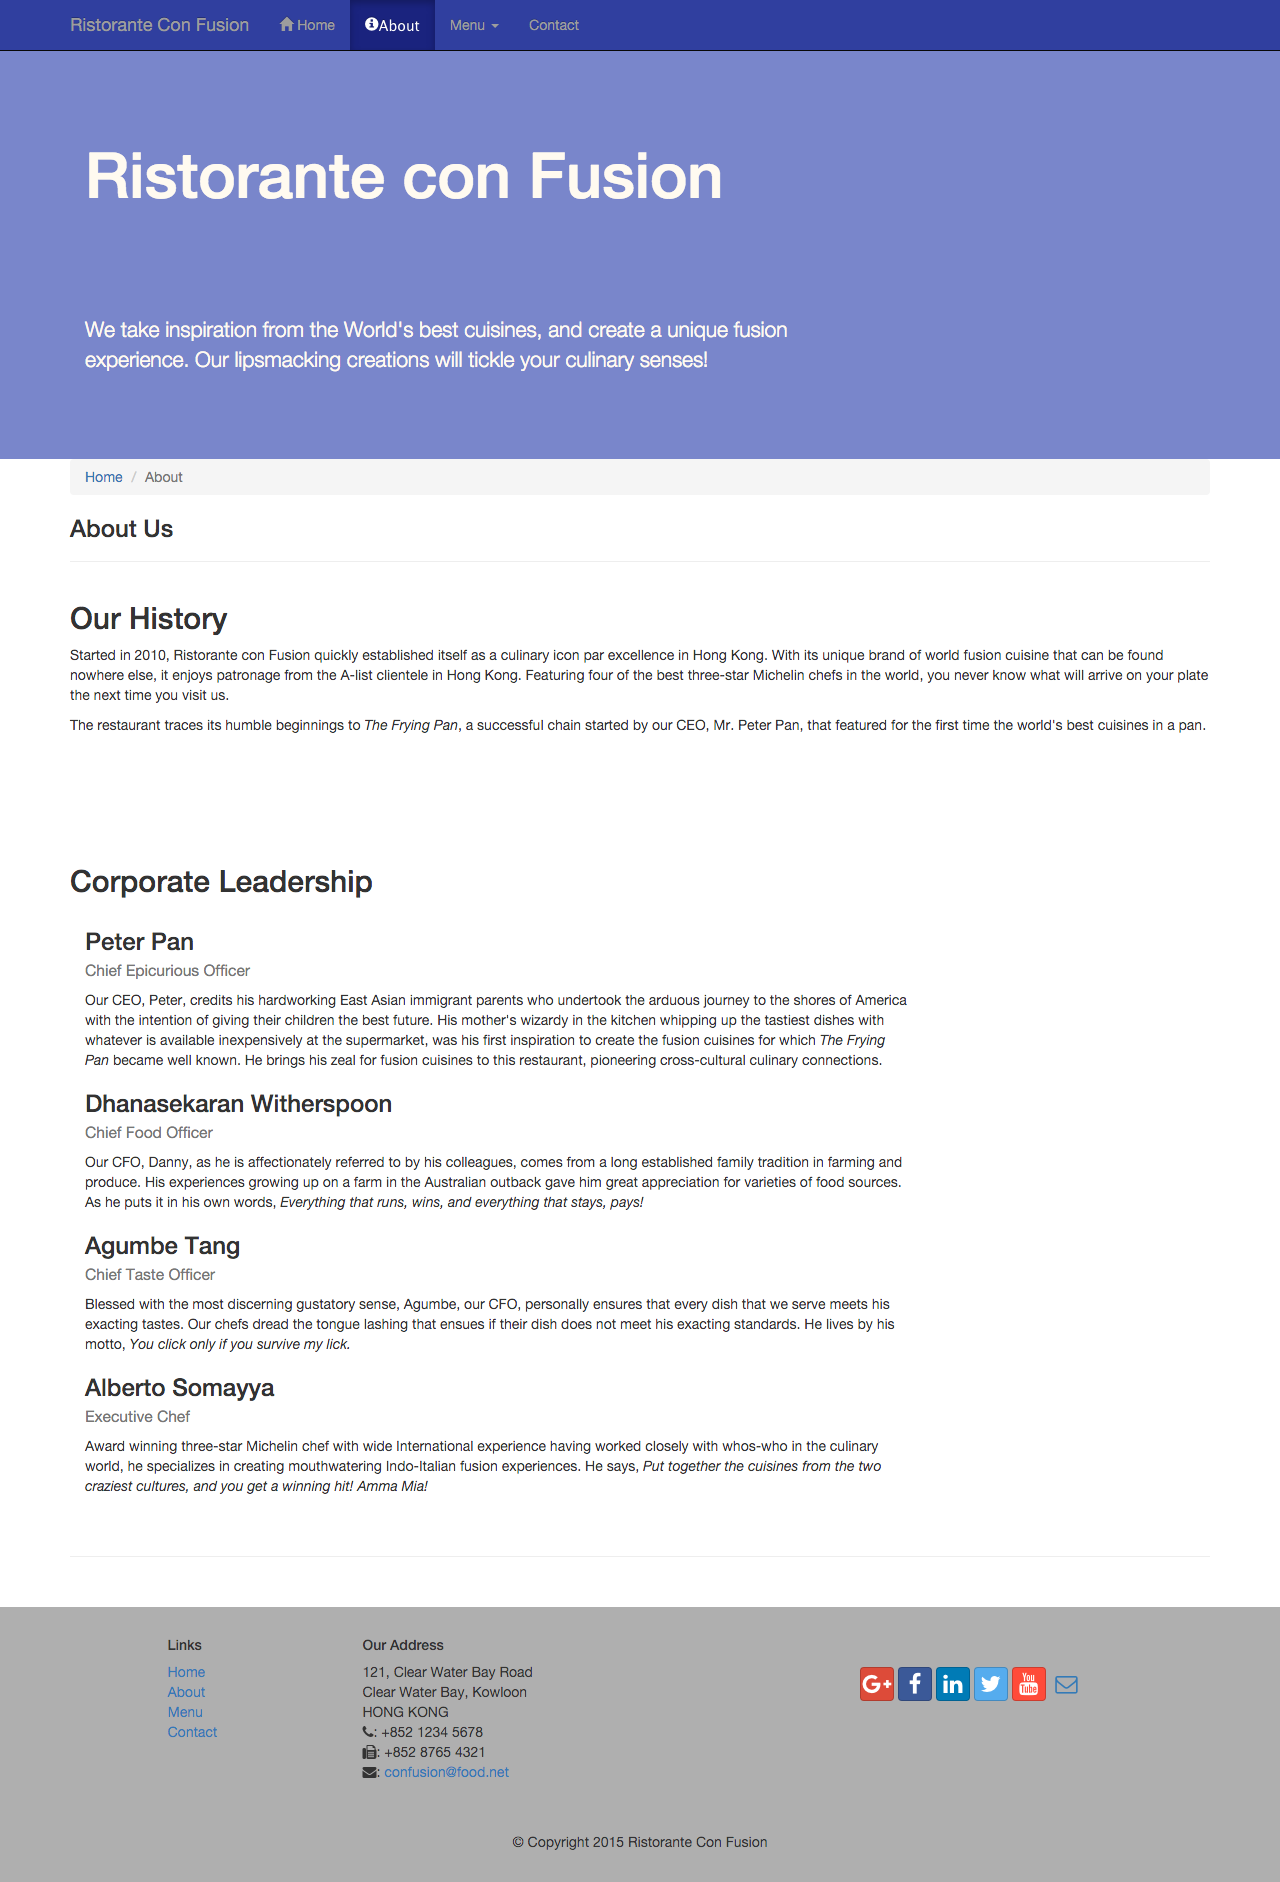 Ristorante Con Fusion Home About Menu Contact
Ristorante con Fusion
We take inspiration from the World's best cuisines, and create a unique fusion
experience. Our lipsmacking creations will tickle your culinary senses!
Home / About
About Us
Our History
Started in 2010, Ristorante con Fusion quickly established itself as a culinary icon par excellence in Hong Kong. With its unique brand of world fusion cuisine that can be found
nowhere else, it enjoys patronage from the A-list clientele in Hong Kong. Featuring four of the best three-star Michelin chefs in the world, you never know what will arrive on your plate
the next time you visit us.
The restaurant traces its humble beginnings to The Frying Pan, a successful chain started by our CEO, Mr. Peter Pan, that featured for the first time the world's best cuisines in a pan.
Corporate Leadership
Peter Pan
Chief Epicurious Officer
Our CEO, Peter, credits his hardworking East Asian immigrant parents who undertook the arduous journey to the shores of America
with the intention of giving their children the best future. His mother's wizardy in the kitchen whipping up the tastiest dishes with
whatever is available inexpensively at the supermarket, was his first inspiration to create the fusion cuisines for which The Frying
Pan became well known. He brings his zeal for fusion cuisines to this restaurant, pioneering cross-cultural culinary connections.
Dhanasekaran Witherspoon
Chief Food Officer
Our CFO, Danny, as he is affectionately referred to by his colleagues, comes from a long established family tradition in farming and
produce. His experiences growing up on a farm in the Australian outback gave him great appreciation for varieties of food sources.
As he puts it in his own words, Everything that runs, wins, and everything that stays, pays!
Agumbe Tang
Chief Taste Officer
Blessed with the most discerning gustatory sense, Agumbe, our CFO, personally ensures that every dish that we serve meets his
exacting tastes. Our chefs dread the tongue lashing that ensues if their dish does not meet his exacting standards. He lives by his
motto, You click only if you survive my lick.
Alberto Somayya
Executive Chef
Award winning three-star Michelin chef with wide International experience having worked closely with whos-who in the culinary
world, he specializes in creating mouthwatering Indo-Italian fusion experiences. He says, Put together the cuisines from the two
craziest cultures, and you get a winning hit! Amma Mia!
Links
Home
About
Menu
Contact
Our Address
121, Clear Water Bay Road
Clear Water Bay, Kowloon
HONG KONG
: +852 1234 5678
: +852 8765 4321
: confusion@food.net
G+ f in You Tube
© Copyright 2015 Ristorante Con Fusion